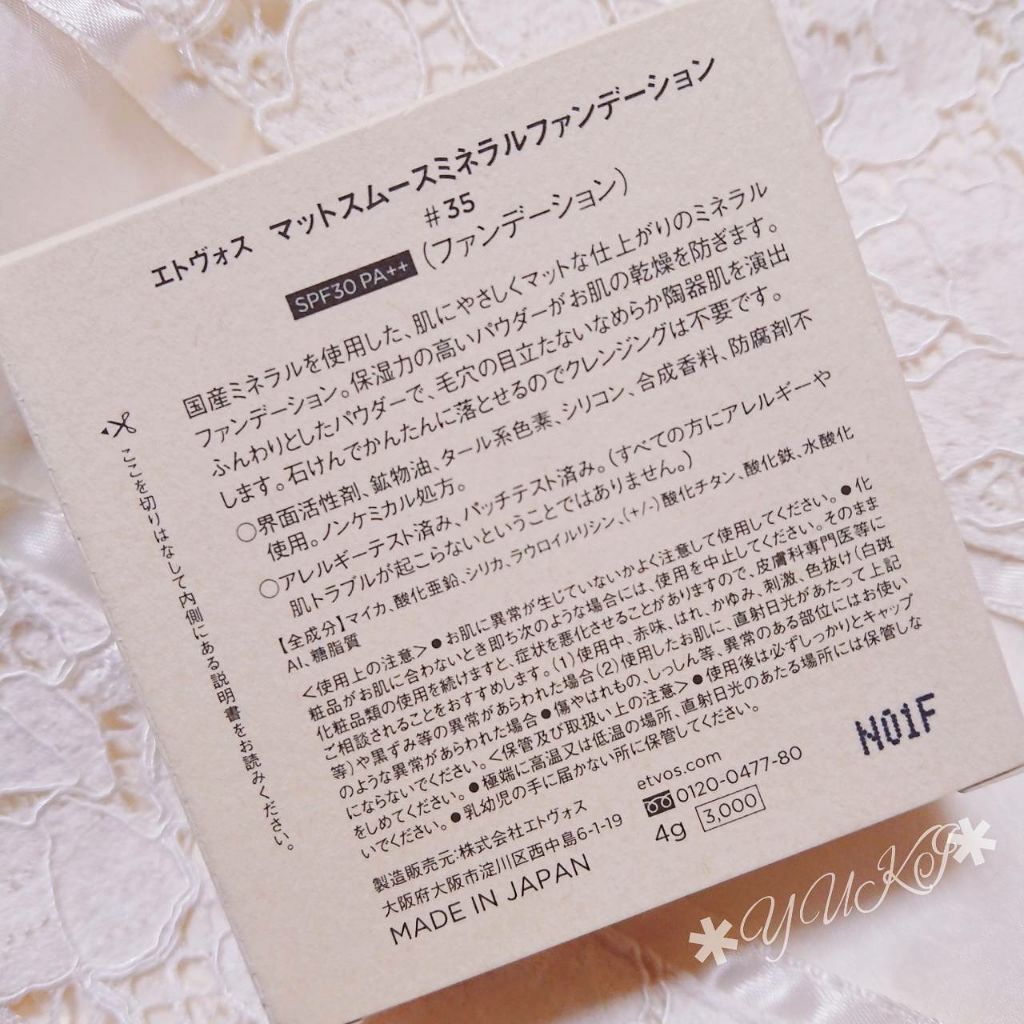 エトヴォス マットスムースミネラルファンデーション
#35
SPF30 PA++ (ファンデーション)
国産ミネラルを使用した、肌にやさしくマットな仕上がりのミネラル
ファンデーション。保湿力の高いパウダーがお肌の乾燥を防ぎます。
ふんわりとしたパウダーで、毛穴の目立たないなめらか陶器肌を演出
します。石けんでかんたんに落とせるのでクレンジングは不要です。
○界面活性剤、鉱物油、タール系色素、シリコン、合成香料、防腐剤不
使用。ノンケミカル処方。
○アレルギーテスト済み、パッチテスト済み。(すべての方にアレルギーや
肌トラブルが起こらないということではありません。)
【全成分】マイカ、酸化亜鉛、シリカ、ラウロイルリシン、(+/-)酸化チタン、酸化鉄、水酸化
Al、糖脂質
<使用上の注意>●お肌に異常が生じていないかよく注意して使用してください。●化
粧品がお肌に合わないとき即ち次のような場合には、使用を中止してください。そのまま
化粧品類の使用を続けますと、症状を悪化させることがありますので、皮膚科専門医等に
ご相談されることをおすすめします。(1)使用中、赤味、はれ、かゆみ、刺激、色抜け(白斑
等)や黒ずみ等の異常があらわれた場合(2)使用したお肌に、直射日光があたって上記
のような異常があらわれた場合●傷やはれもの、しっしん等、異常のある部位にはお使い
にならないでください。<保管及び取扱い上の注意>●使用後は必ずしっかりとキャップ
をしめてください。●極端に高温又は低温の場所、直射日光のあたる場所には保管しな
いでください。●乳幼児の手に届かない所に保管してください。
製造販売元:株式会社エトヴォス
大阪府大阪市淀川区西中島6-1-19
MADE IN JAPAN
etvos.com
0120-0477-80
4g 3,000
N01F
ここを切りはなして内側にある説明書をお読みください。
*YUKI*